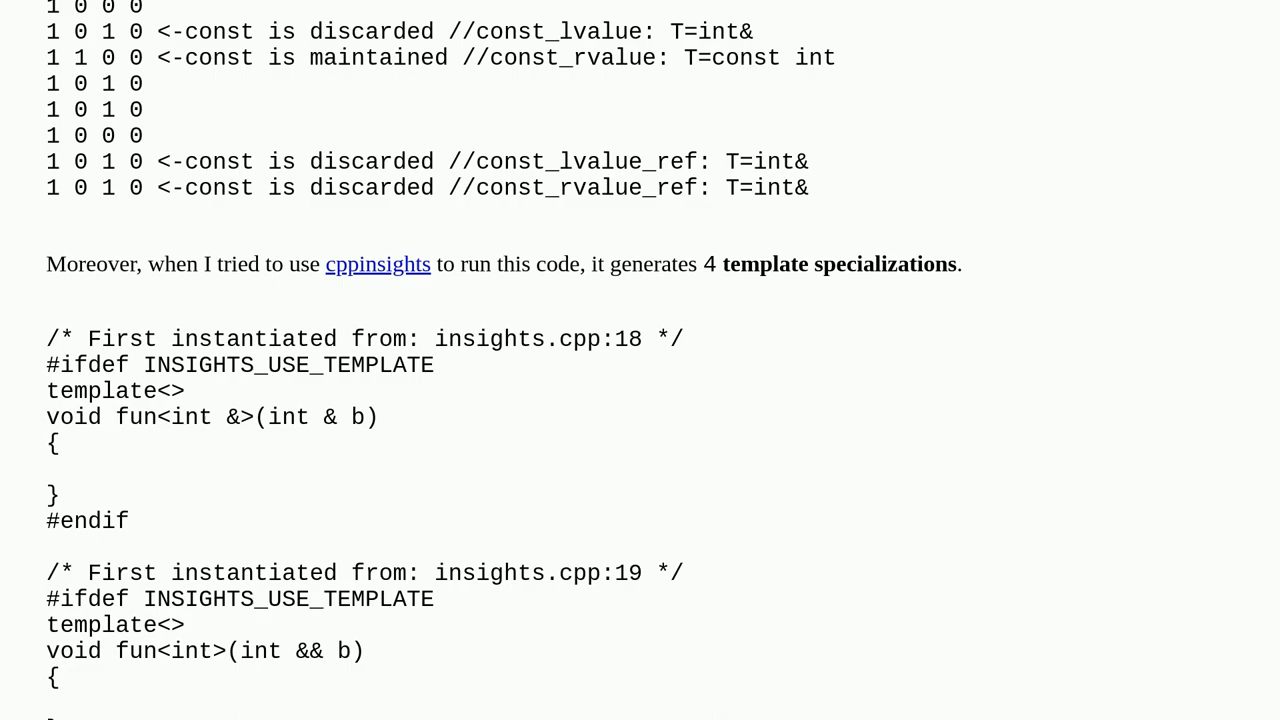 1 0 0 0
1 0 1 0 <-const is discarded //const_lvalue: T=int&
1 1 0 0 <-const is maintained //const_rvalue: T=const int
1 0 1 0
1 0 1 0
1 0 0 0
1 0 1 0 <-const is discarded //const_lvalue_ref: T=int&
1 0 1 0 <-const is discarded //const_rvalue_ref: T=int&
Moreover, when I tried to use cppinsights to run this code, it generates 4 template specializations.
/* First instantiated from: insights.cpp:18 */
#ifdef INSIGHTS_USE_TEMPLATE
template<>
void fun<int &>(int & b)
{
}
#endif
/* First instantiated from: insights.cpp:19 */
#ifdef INSIGHTS_USE_TEMPLATE
template<>
void fun<int>(int && b)
{